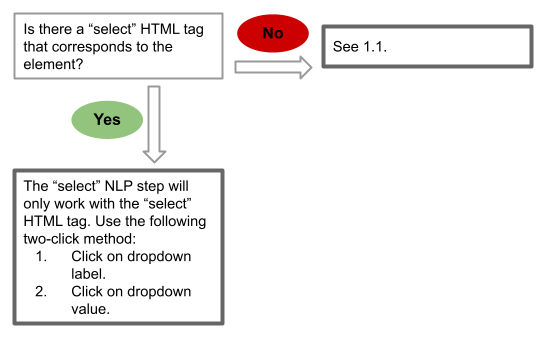 Is there a “select” HTML tag
that corresponds to the
element?
No
See 1.1.
Yes
The “select” NLP step will
only work with the “select”
HTML tag. Use the following
two-click method:
1. Click on dropdown
label.
2. Click on dropdown
value.